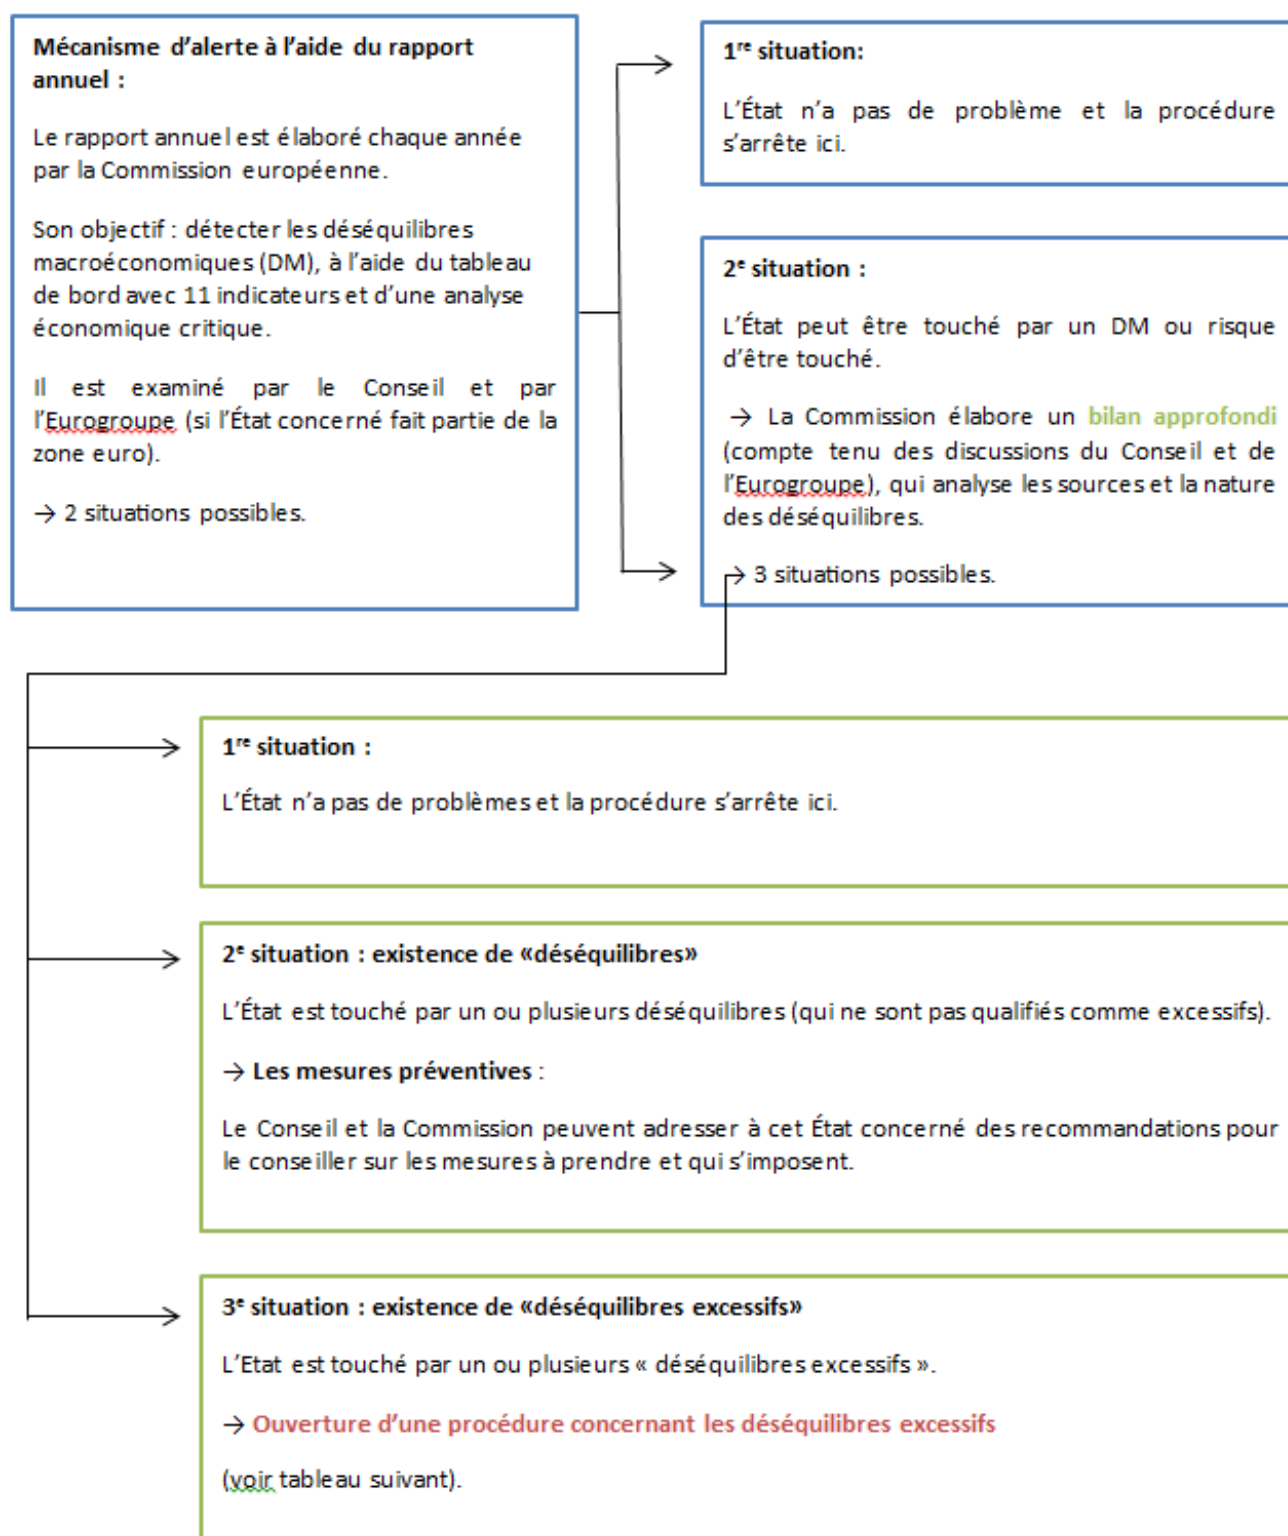 Mécanisme d’alerte à l’aide du rapport
annuel :
Le rapport annuel est élaboré chaque année
par la Commission européenne.
Son objectif : détecter les déséquilibres
macroéconomiques (DM), à l’aide du tableau
de bord avec 11 indicateurs et d’une analyse
économique critique.
Il est examiné par le Conseil et par
l’Eurogroupe (si l’État concerné fait partie de la
zone euro).
→ 2 situations possibles.
1re situation:
L’État n’a pas de problème et la procédure
s’arrête ici.
2e situation :
L’État peut être touché par un DM ou risque
d’être touché.
→ La Commission élabore un bilan approfondi
(compte tenu des discussions du Conseil et de
l’Eurogroupe), qui analyse les sources et la nature
des déséquilibres.
→ 3 situations possibles.
1re situation :
L’État n’a pas de problèmes et la procédure s’arrête ici.
2e situation : existence de «déséquilibres»
L’État est touché par un ou plusieurs déséquilibres (qui ne sont pas qualifiés comme excessifs).
→ Les mesures préventives :
Le Conseil et la Commission peuvent adresser à cet État concerné des recommandations pour
le conseiller sur les mesures à prendre et qui s’imposent.
3e situation : existence de «déséquilibres excessifs»
L’Etat est touché par un ou plusieurs « déséquilibres excessifs ».
→ Ouverture d’une procédure concernant les déséquilibres excessifs
(voir tableau suivant).